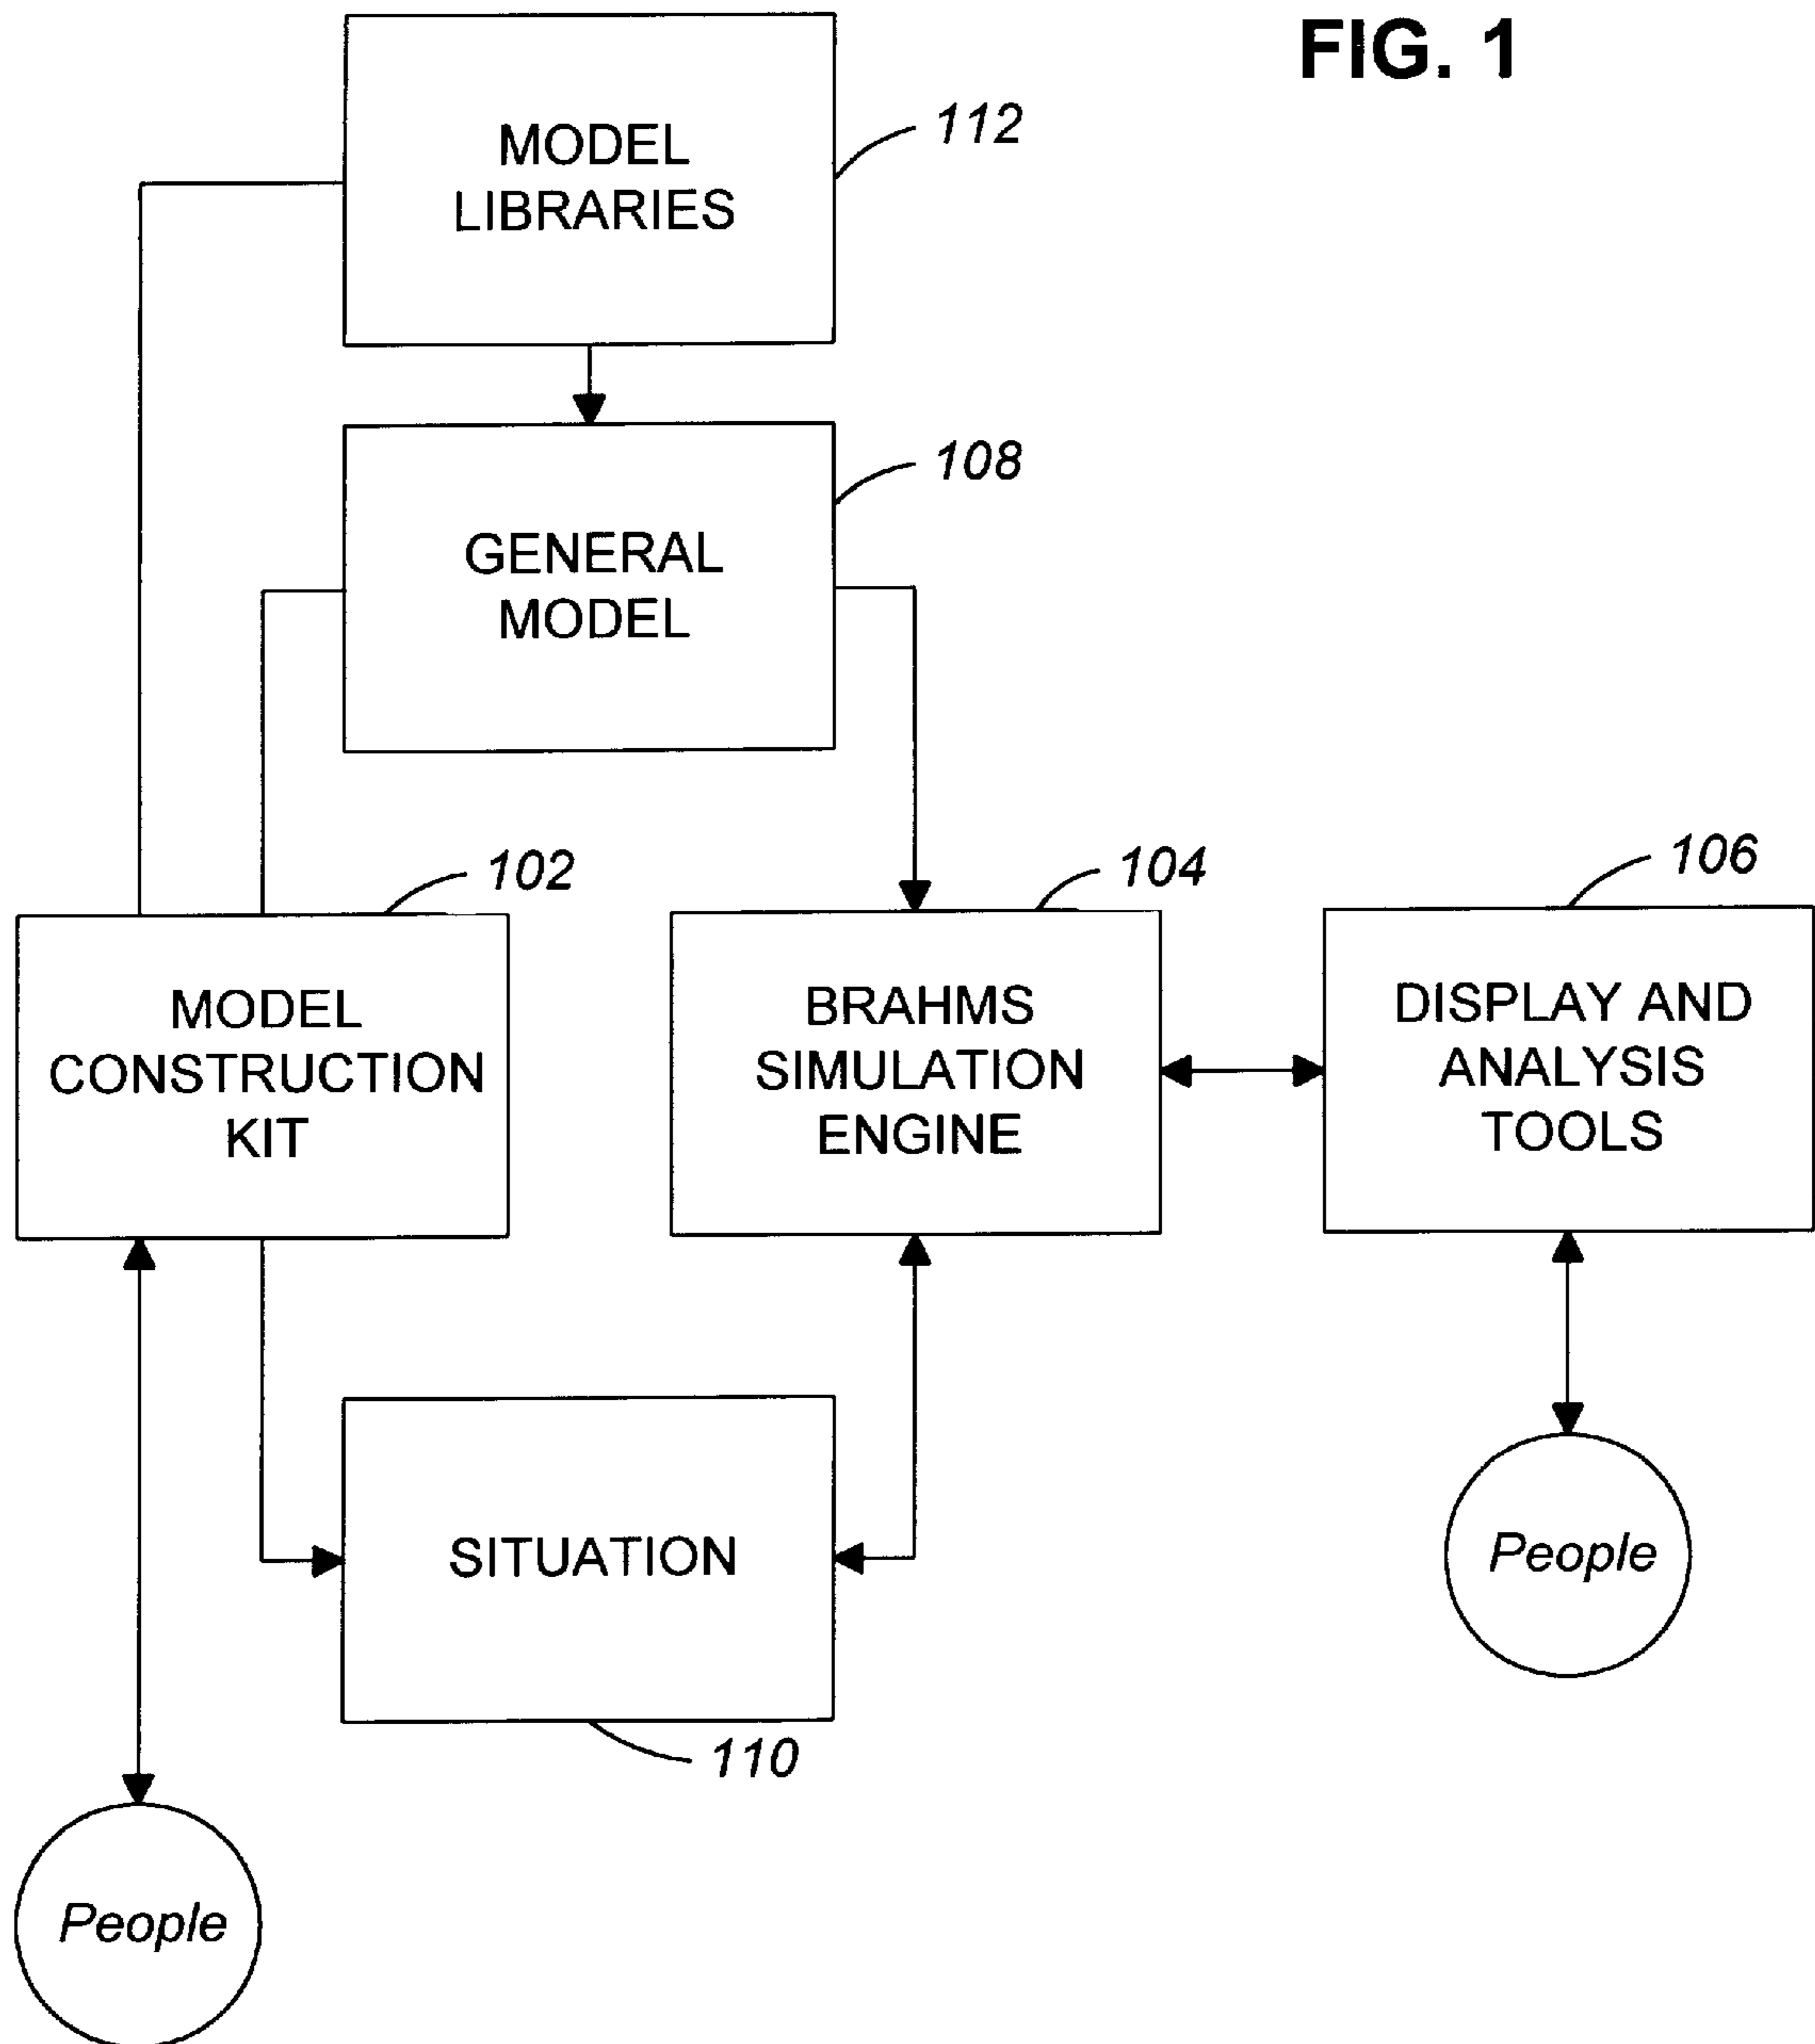 FIG. 1
MODEL
LIBRARIES
112
GENERAL
MODEL
108
102
104
106
MODEL
CONSTRUCTION
KIT
BRAHMS
SIMULATION
ENGINE
DISPLAY AND
ANALYSIS
TOOLS
SITUATION
110
People
People